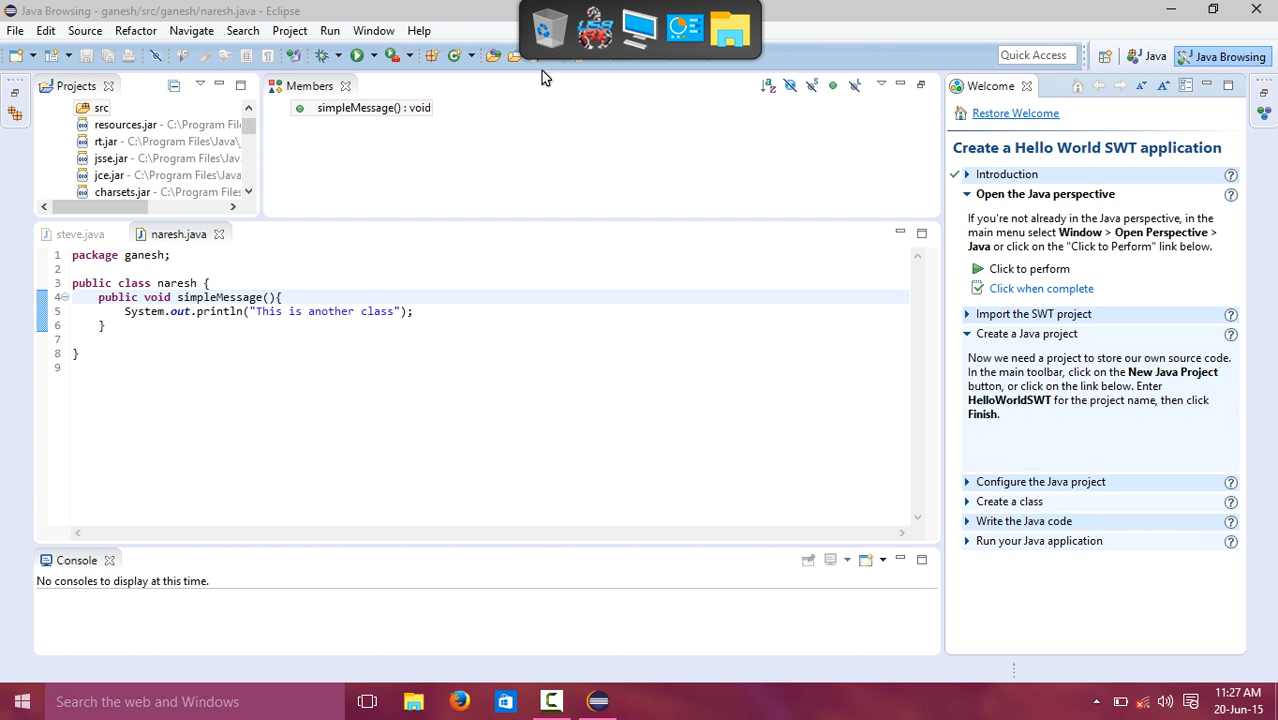 Java Browsing - ganesh/src/ganesh/naresh.java - Eclipse
File Edit Source Refactor Navigate Search Project Run Window Help
Quick Access
Java
Java Browsing
Projects
src
resources.jar - C:\Program Fil
rt.jar - C:\Program Files\Java\
jsse.jar - C:\Program Files\Jav
jce.jar - C:\Program Files\Java
charsets.jar - C:\Program Files
Members
simpleMessage() : void
steve.java
naresh.java
1 package ganesh;
2
3 public class naresh {
4 public void simpleMessage(){
5 System.out.println("This is another class");
6 }
7
8 }
9
Console
No consoles to display at this time.
Welcome
Restore Welcome
Create a Hello World SWT application
Introduction
Open the Java perspective
If you're not already in the Java perspective, in the
main menu select Window > Open Perspective >
Java or click on the "Click to Perform" link below.
Click to perform
Click when complete
Import the SWT project
Create a Java project
Now we need a project to store our own source code.
In the main toolbar, click on the New Java Project
button, or click on the link below. Enter
HelloWorldSWT for the project name, then click
Finish.
Configure the Java project
Create a class
Write the Java code
Run your Java application
Search the web and Windows
11:27 AM
20-Jun-15